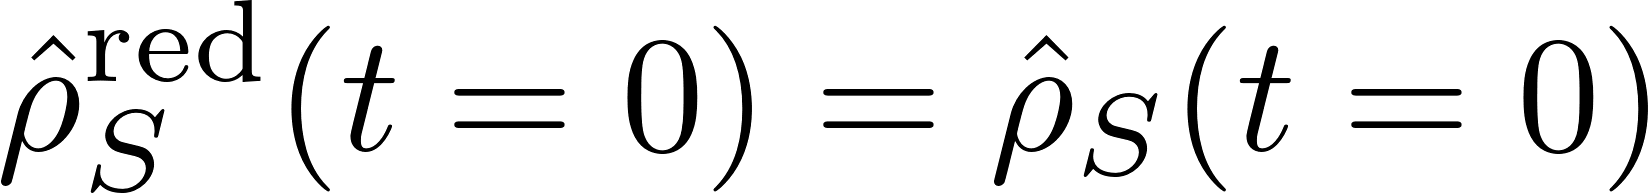 ρ̂_S^red(t = 0) = ρ̂_S(t = 0)